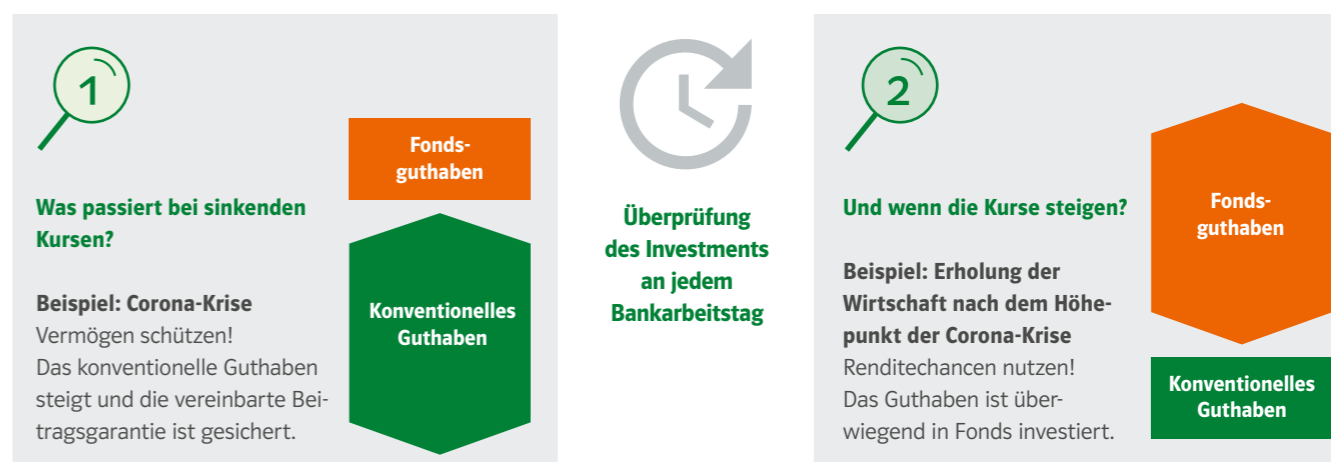 1
Was passiert bei sinkenden
Kursen?
Beispiel: Corona-Krise
Vermögen schützen!
Das konventionelle Guthaben
steigt und die vereinbarte Bei-
tragsgarantie ist gesichert.
Fonds-
guthaben
Konventionelles
Guthaben
Überprüfung
des Investments
an jedem
Bankarbeitstag
2
Und wenn die Kurse steigen?
Beispiel: Erholung der
Wirtschaft nach dem Höhe-
punkt der Corona-Krise
Renditechancen nutzen!
Das Guthaben ist über-
wiegend in Fonds investiert.
Fonds-
guthaben
Konventionelles
Guthaben